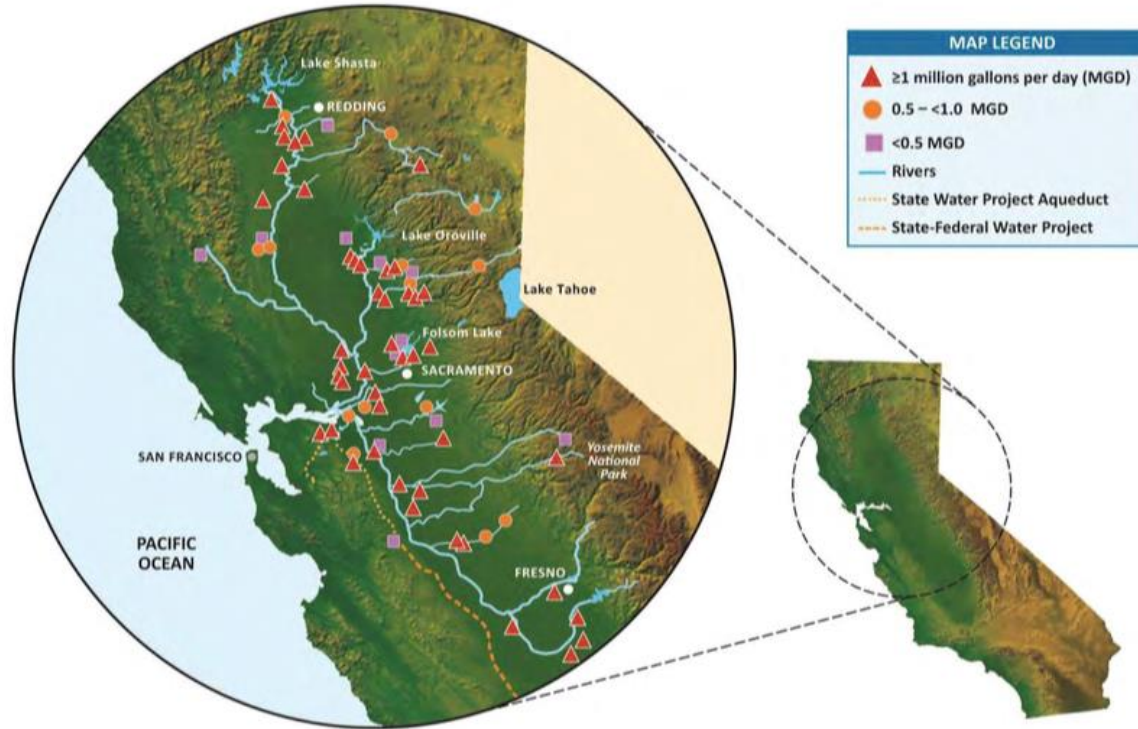 Lake Shasta
REDDING
Lake Oroville
Lake Tahoe
Folsom Lake
SACRAMENTO
SAN FRANCISCO
Yosemite
National
Park
PACIFIC
OCEAN
FRESNO
MAP LEGEND
≥1 million gallons per day (MGD)
0.5 – <1.0 MGD
<0.5 MGD
Rivers
State Water Project Aqueduct
State-Federal Water Project